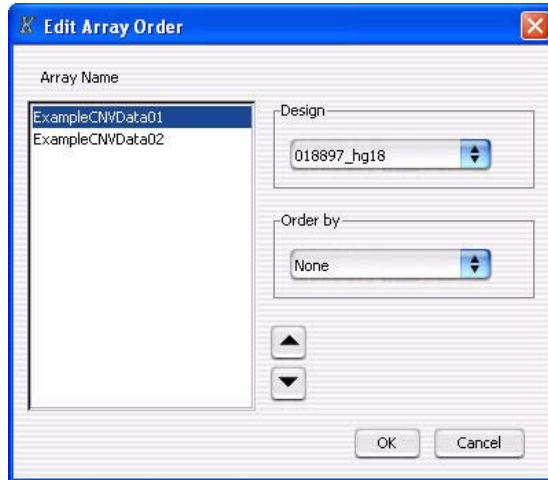 Edit Array Order
Array Name
ExampleCNVData01
ExampleCNVData02
Design
018897_hg18
Order by
None
OK
Cancel